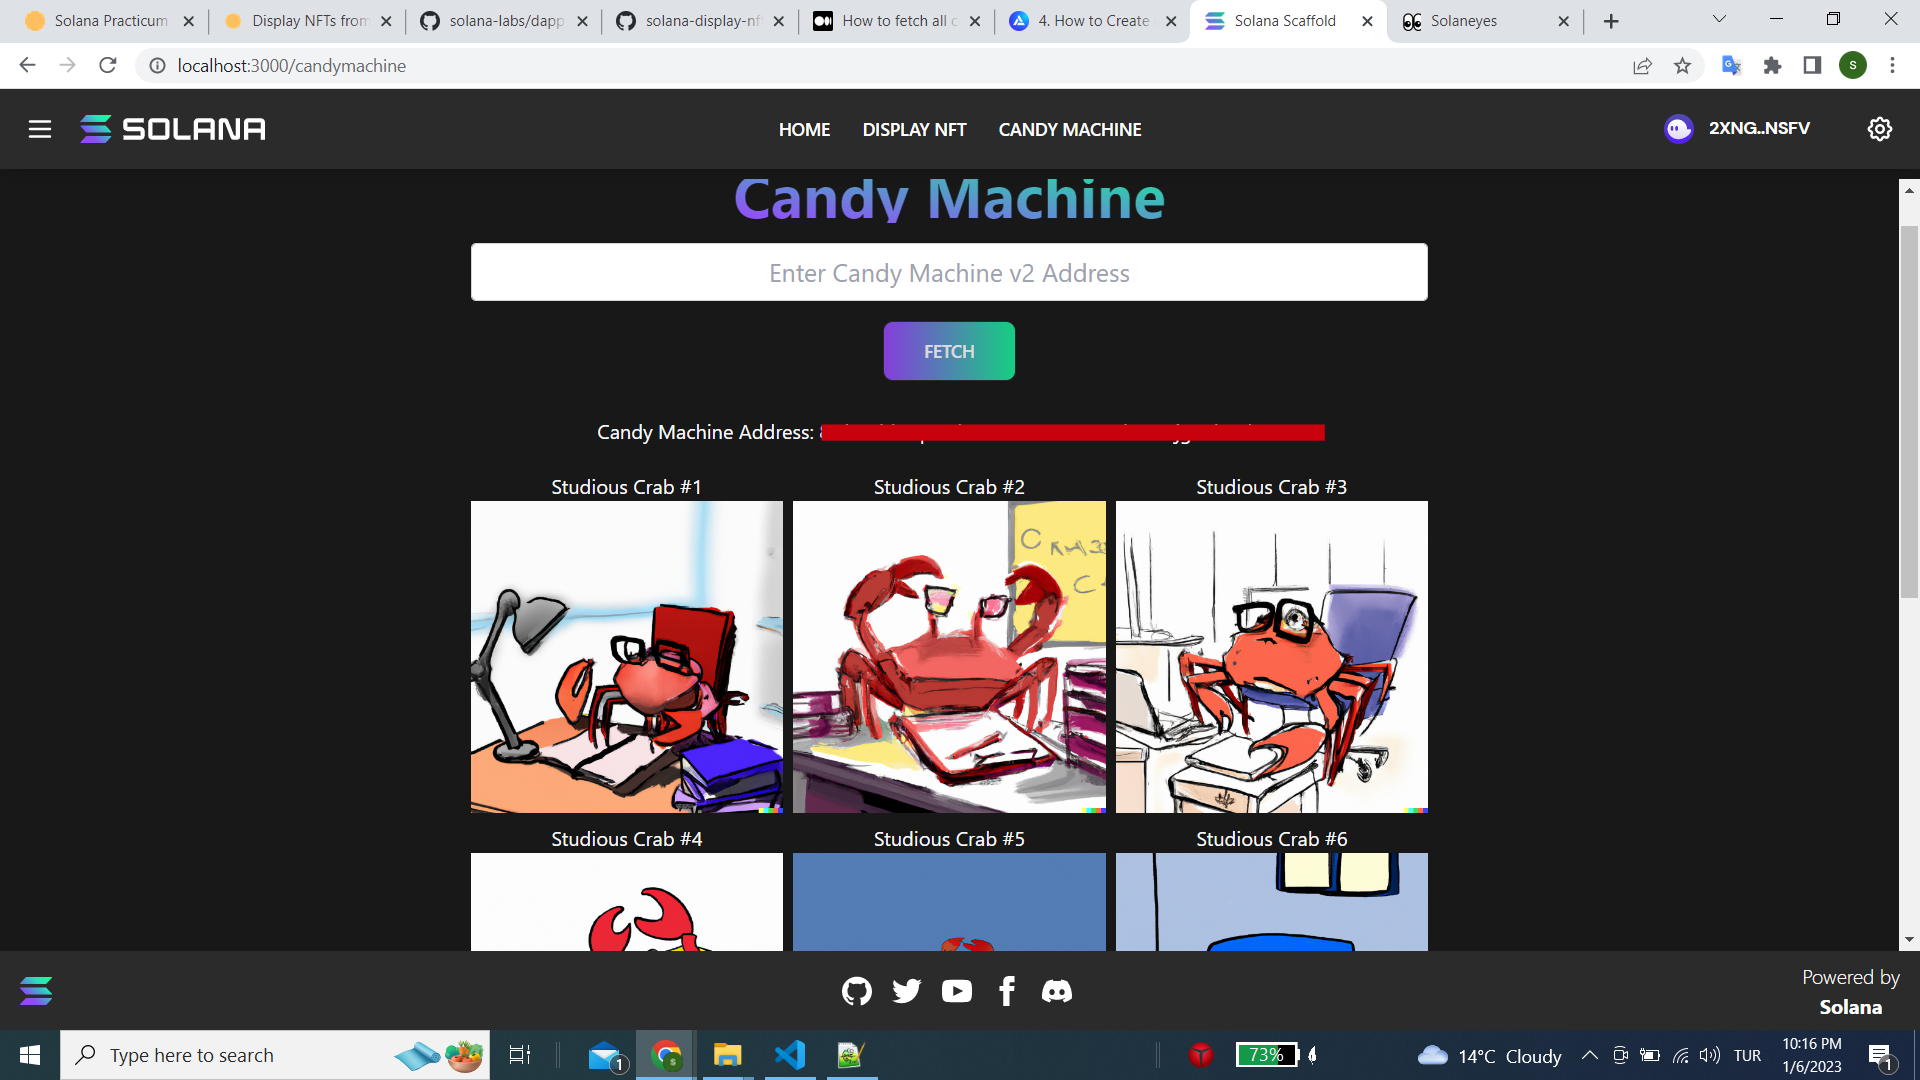 Solana Practicum
Display NFTs from
solana-labs/dapp
solana-display-nf
How to fetch all c
4. How to Create
Solana Scaffold
Solaneyes
localhost:3000/candymachine
S
SOLANA
HOME
DISPLAY NFT
CANDY MACHINE
2XNG..NSFV
Candy Machine
Enter Candy Machine v2 Address
FETCH
Candy Machine Address:
Studious Crab #1
Studious Crab #2
Studious Crab #3
Studious Crab #4
Studious Crab #5
Studious Crab #6
Powered by
Solana
Type here to search
1
73%
14°C Cloudy
TUR
10:16 PM
1/6/2023
1